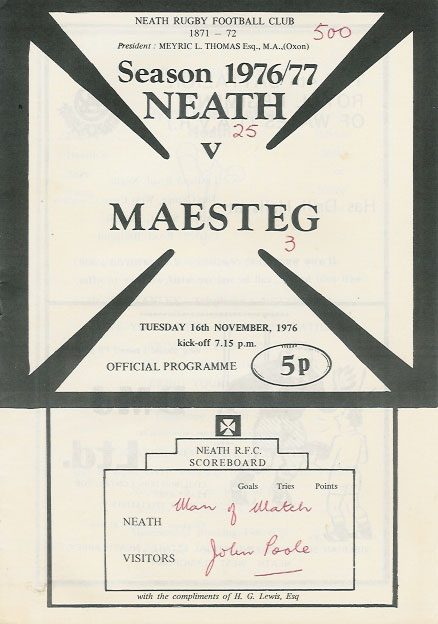 NEATH RUGBY FOOTBALL CLUB
1871 – 72
500
President : MEYRIC L. THOMAS Esq., M.A.,(Oxon)
Season 1976/77
NEATH
25
v
MAESTEG
3
TUESDAY 16th NOVEMBER, 1976
kick-off 7.15 p.m.
OFFICIAL PROGRAMME
5p
NEATH R.F.C.
SCOREBOARD
Goals Tries Points
Man of Match
NEATH
John Poole
VISITORS
with the compliments of H. G. Lewis, Esq